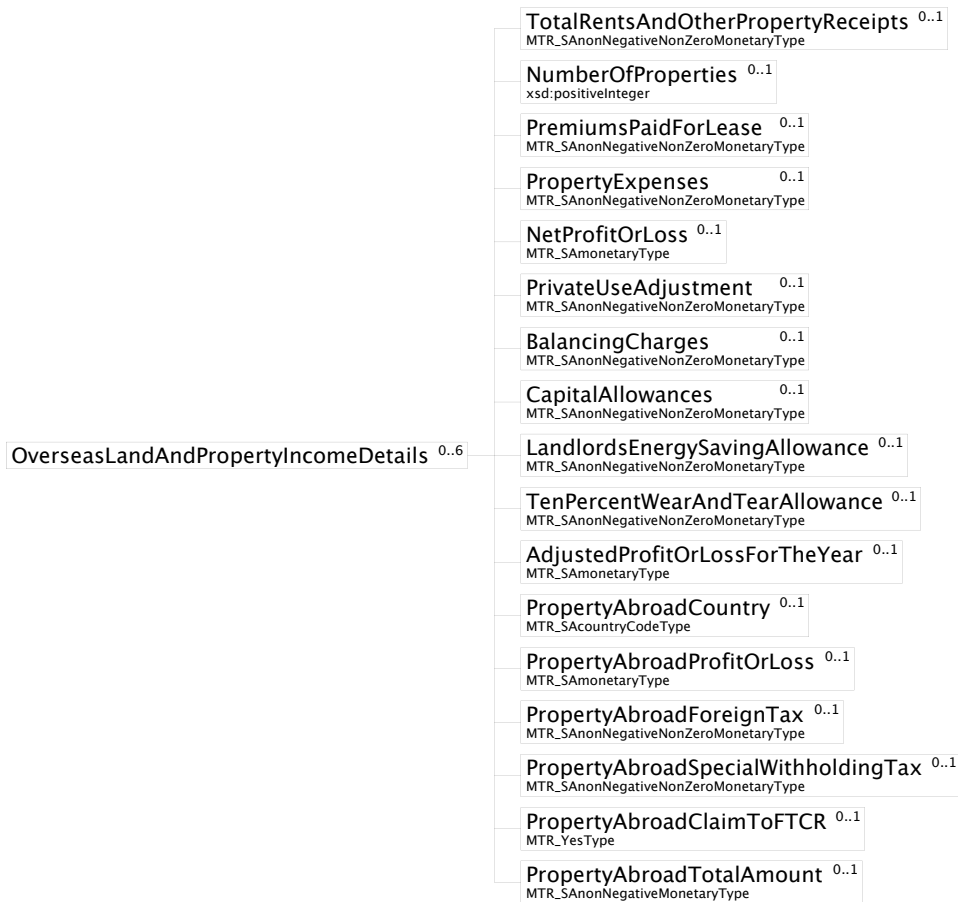 TotalRentsAndOtherPropertyReceipts 0..1
MTR_SAnonNegativeNonZeroMonetaryType
NumberOfProperties 0..1
xsd:positiveInteger
PremiumsPaidForLease 0..1
MTR_SAnonNegativeNonZeroMonetaryType
PropertyExpenses 0..1
MTR_SAnonNegativeNonZeroMonetaryType
NetProfitOrLoss 0..1
MTR_SAmonetaryType
PrivateUseAdjustment 0..1
MTR_SAnonNegativeNonZeroMonetaryType
BalancingCharges 0..1
MTR_SAnonNegativeNonZeroMonetaryType
CapitalAllowances 0..1
MTR_SAnonNegativeNonZeroMonetaryType
OverseasLandAndPropertyIncomeDetails 0..6
LandlordsEnergySavingAllowance 0..1
MTR_SAnonNegativeNonZeroMonetaryType
TenPercentWearAndTearAllowance 0..1
MTR_SAnonNegativeNonZeroMonetaryType
AdjustedProfitOrLossForTheYear 0..1
MTR_SAmonetaryType
PropertyAbroadCountry 0..1
MTR_SAcountryCodeType
PropertyAbroadProfitOrLoss 0..1
MTR_SAmonetaryType
PropertyAbroadForeignTax 0..1
MTR_SAnonNegativeNonZeroMonetaryType
PropertyAbroadSpecialWithholdingTax 0..1
MTR_SAnonNegativeNonZeroMonetaryType
PropertyAbroadClaimToFTCR 0..1
MTR_YesType
PropertyAbroadTotalAmount 0..1
MTR_SAnonNegativeMonetaryType